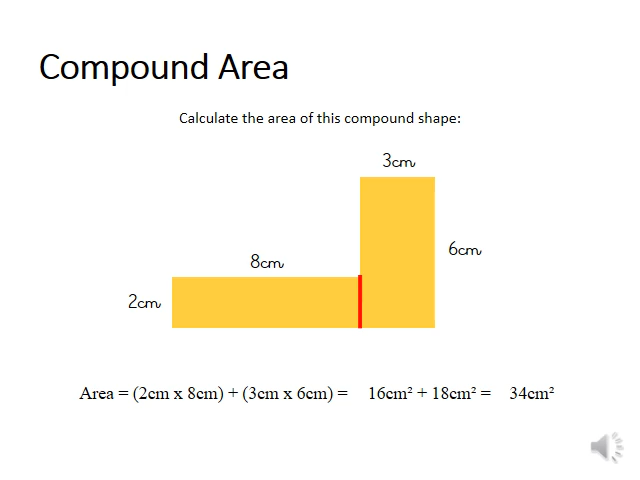 Compound Area
Calculate the area of this compound shape:
3cm
6cm
8cm
2cm
Area = (2cm x 8cm) + (3cm x 6cm) = 16cm² + 18cm² = 34cm²